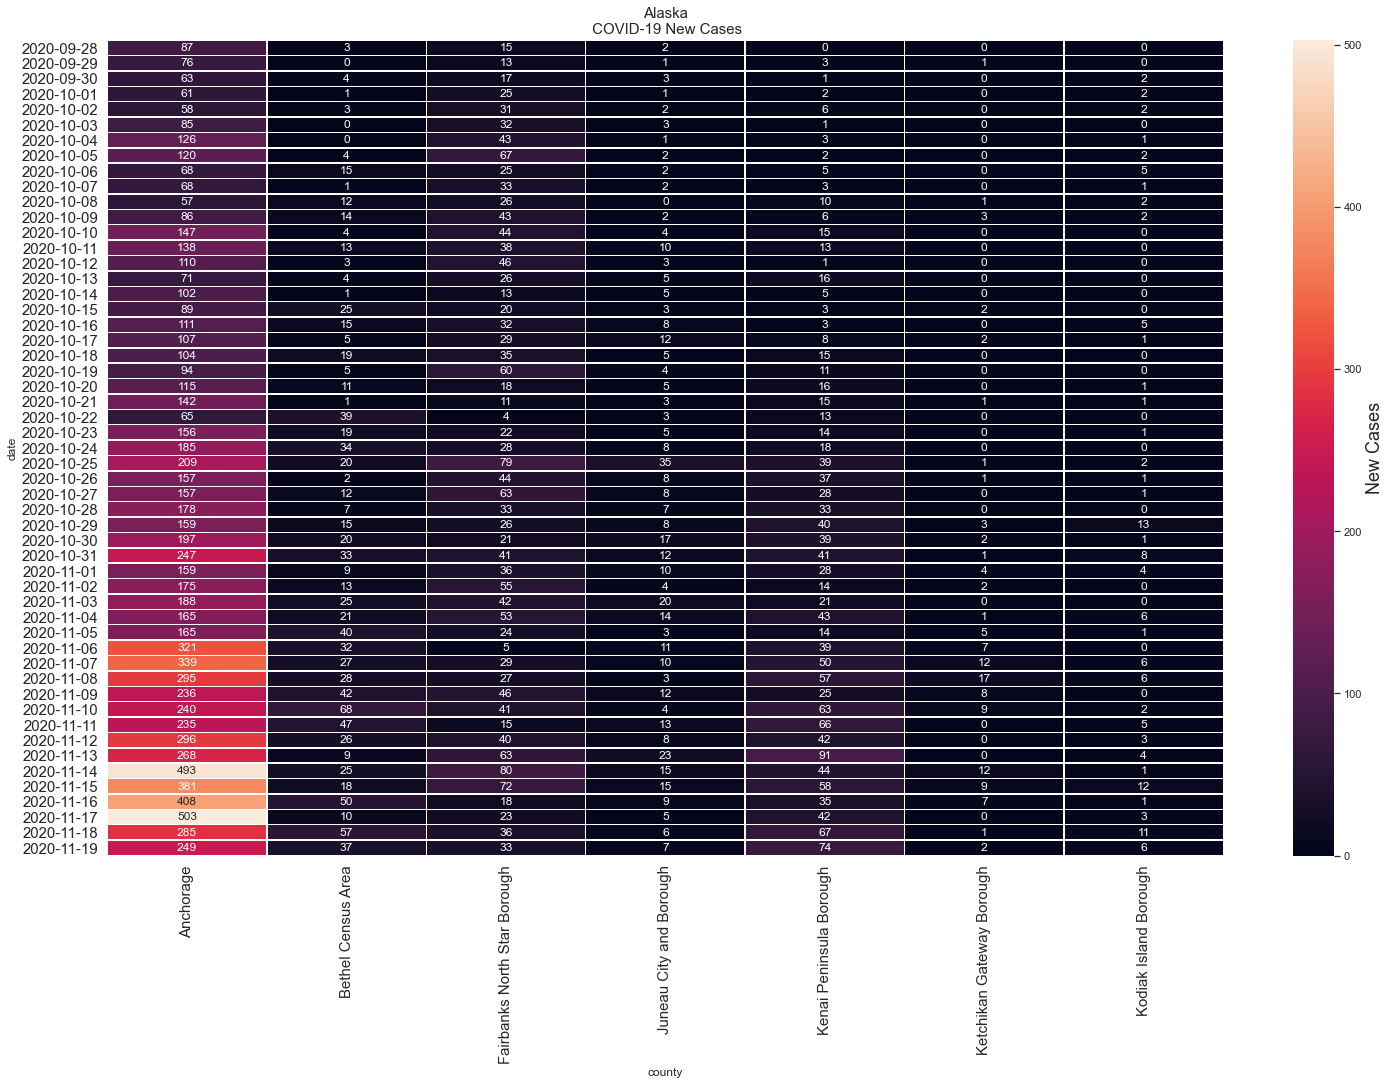 Alaska
COVID-19 New Cases
2020-09-28 87 3 15 2 0 0 0
2020-09-29 76 0 13 1 3 1 0
2020-09-30 63 4 17 3 1 0 2
2020-10-01 61 1 25 1 2 0 2
2020-10-02 58 3 31 2 6 0 2
2020-10-03 85 0 32 3 1 0 0
2020-10-04 126 0 43 1 3 0 1
2020-10-05 120 4 67 2 2 0 2
2020-10-06 68 15 25 2 5 0 5
2020-10-07 68 1 33 2 3 0 1
2020-10-08 57 12 26 0 10 1 2
2020-10-09 86 14 43 2 6 3 2
2020-10-10 147 4 44 4 15 0 0
2020-10-11 138 13 38 10 13 0 0
2020-10-12 110 3 46 3 1 0 0
2020-10-13 71 4 26 5 16 0 0
2020-10-14 102 1 13 5 5 0 0
2020-10-15 89 25 20 3 3 2 0
2020-10-16 111 15 32 8 3 0 5
2020-10-17 107 5 29 12 8 2 1
2020-10-18 104 19 35 5 15 0 0
2020-10-19 94 5 60 4 11 0 0
2020-10-20 115 11 18 5 16 0 1
2020-10-21 142 1 11 3 15 1 1
2020-10-22 65 39 4 3 13 0 0
2020-10-23 156 19 22 5 14 0 1
2020-10-24 185 34 28 8 18 0 0
2020-10-25 209 20 79 35 39 1 2
2020-10-26 157 2 44 8 37 1 1
2020-10-27 157 12 63 8 28 0 1
2020-10-28 178 7 33 7 33 0 0
2020-10-29 159 15 26 8 40 3 13
2020-10-30 197 20 21 17 39 2 1
2020-10-31 247 33 41 12 41 1 8
2020-11-01 159 9 36 10 28 4 4
2020-11-02 175 13 55 4 14 2 0
2020-11-03 188 25 42 20 21 0 0
2020-11-04 165 21 53 14 43 1 6
2020-11-05 165 40 24 3 14 5 1
2020-11-06 321 32 5 11 39 7 0
2020-11-07 339 27 29 10 50 12 6
2020-11-08 295 28 27 3 57 17 6
2020-11-09 236 42 46 12 25 8 0
2020-11-10 240 68 41 4 63 9 2
2020-11-11 235 47 15 13 66 0 5
2020-11-12 296 26 40 8 42 0 3
2020-11-13 268 9 63 23 91 0 4
2020-11-14 493 25 80 15 44 12 1
2020-11-15 381 18 72 15 58 9 12
2020-11-16 408 50 18 9 35 7 1
2020-11-17 503 10 23 5 42 0 3
2020-11-18 285 57 36 6 67 1 11
2020-11-19 249 37 33 7 74 2 6
date
Anchorage
Bethel Census Area
Fairbanks North Star Borough
Juneau City and Borough
Kenai Peninsula Borough
Ketchikan Gateway Borough
Kodiak Island Borough
county
500
400
300
200
100
0
New Cases